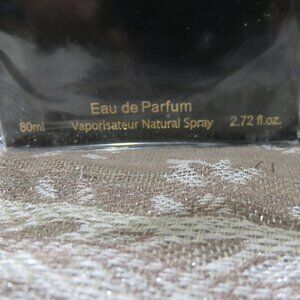 Eau de Parfum
80ml Vaporisateur Natural Spray 2.72 fl.oz.